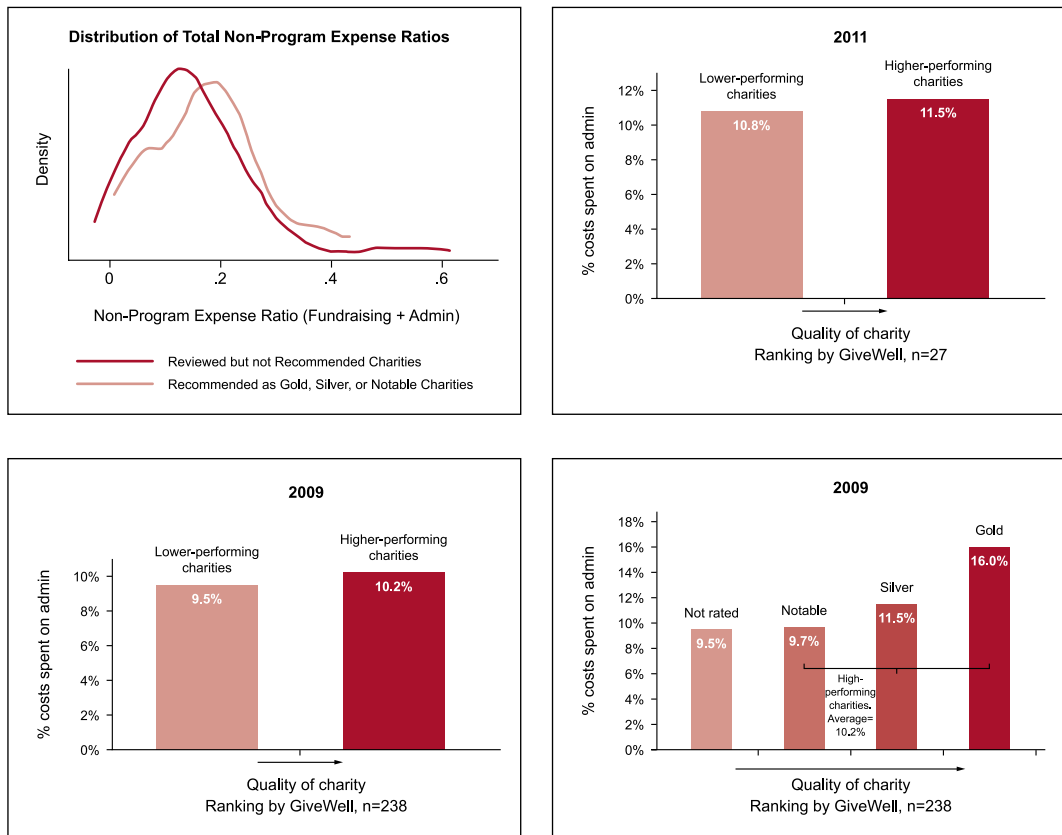 Distribution of Total Non-Program Expense Ratios
Density
0
.2
.4
.6
Non-Program Expense Ratio (Fundraising + Admin)
Reviewed but not Recommended Charities
Recommended as Gold, Silver, or Notable Charities
2011
% costs spent on admin
12%
10%
8%
6%
4%
2%
0%
Lower-performing
charities
10.8%
Higher-performing
charities
11.5%
Quality of charity
Ranking by GiveWell, n=27
2009
% costs spent on admin
10%
8%
6%
4%
2%
0%
Lower-performing
charities
9.5%
Higher-performing
charities
10.2%
Quality of charity
Ranking by GiveWell, n=238
2009
% costs spent on admin
18%
16%
14%
12%
10%
8%
6%
4%
2%
0%
Not rated
9.5%
Notable
9.7%
Silver
11.5%
Gold
16.0%
High-
performing
charities.
Average=
10.2%
Quality of charity
Ranking by GiveWell, n=238